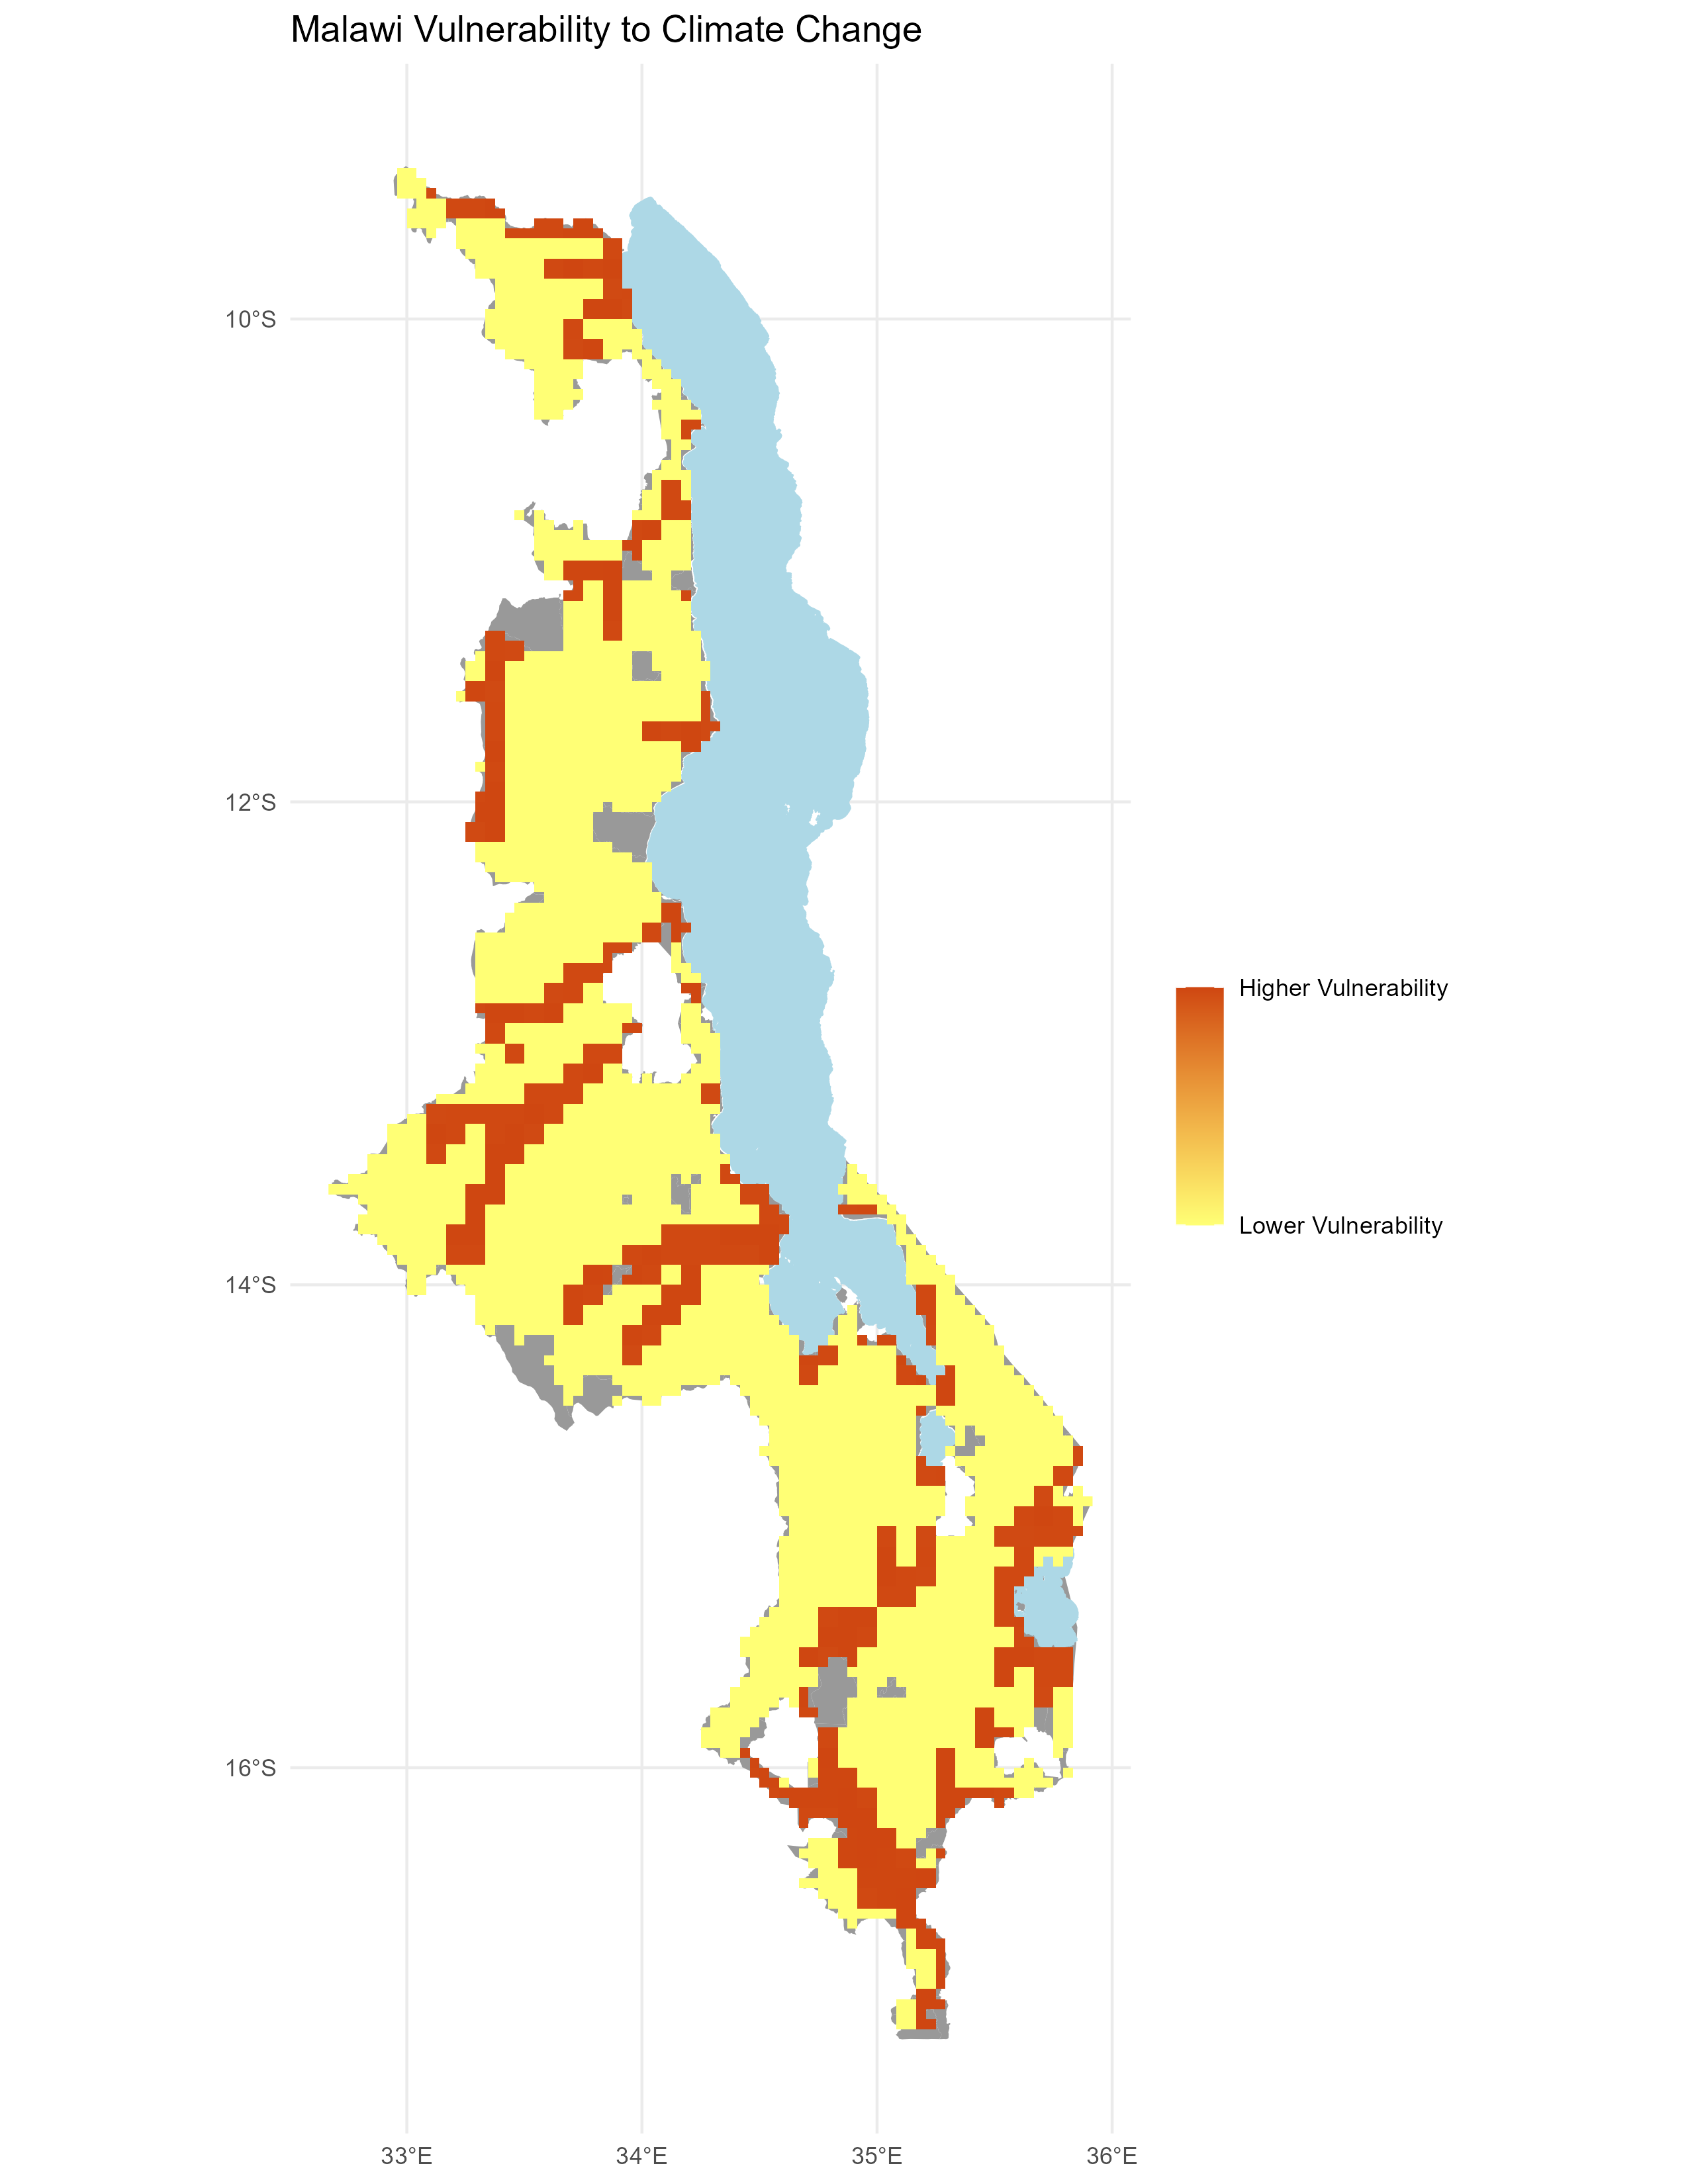 Malawi Vulnerability to Climate Change
10°S
12°S
14°S
16°S
33°E
34°E
35°E
36°E
Higher Vulnerability
Lower Vulnerability